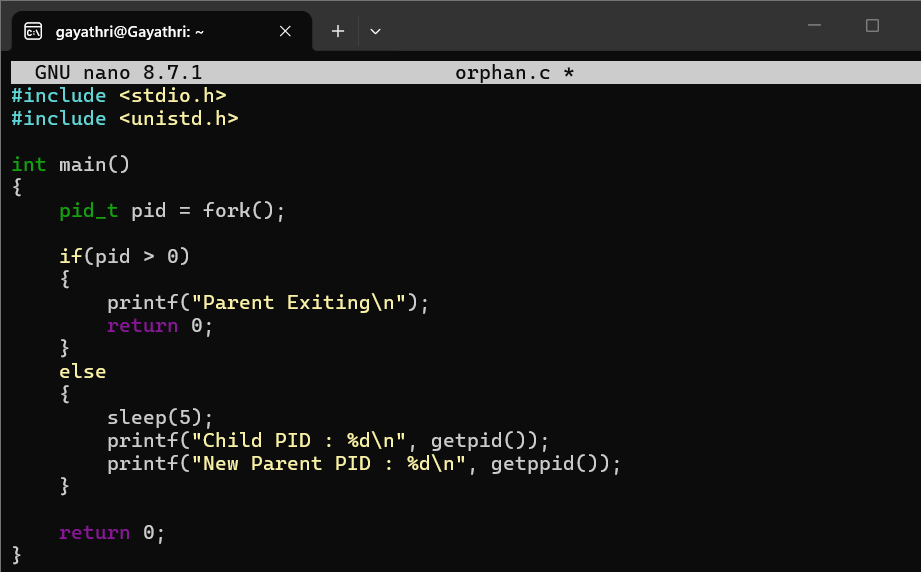 gayathri@Gayathri: ~
GNU nano 8.7.1 orphan.c *
#include <stdio.h>
#include <unistd.h>

int main()
{
    pid_t pid = fork();

    if(pid > 0)
    {
        printf("Parent Exiting\n");
        return 0;
    }
    else
    {
        sleep(5);
        printf("Child PID : %d\n", getpid());
        printf("New Parent PID : %d\n", getppid());
    }

    return 0;
}